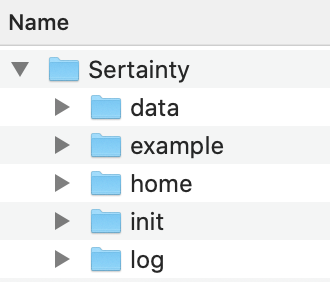 Name
Sertainty
data
example
home
init
log